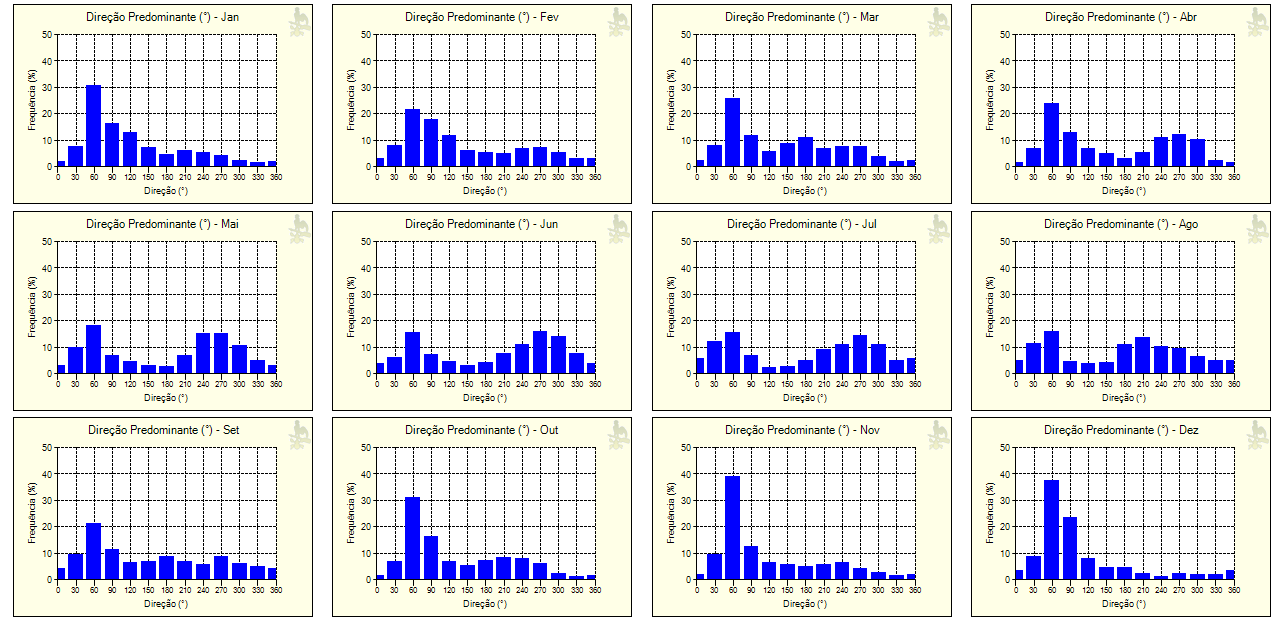 Direção Predominante (°) - Jan
Frequência (%)
50
40
30
20
10
0
0 30 60 90 120 150 180 210 240 270 300 330 360
Direção (°)
Direção Predominante (°) - Fev
Frequência (%)
50
40
30
20
10
0
0 30 60 90 120 150 180 210 240 270 300 330 360
Direção (°)
Direção Predominante (°) - Mar
Frequência (%)
50
40
30
20
10
0
0 30 60 90 120 150 180 210 240 270 300 330 360
Direção (°)
Direção Predominante (°) - Abr
Frequência (%)
50
40
30
20
10
0
0 30 60 90 120 150 180 210 240 270 300 330 360
Direção (°)
Direção Predominante (°) - Mai
Frequência (%)
50
40
30
20
10
0
0 30 60 90 120 150 180 210 240 270 300 330 360
Direção (°)
Direção Predominante (°) - Jun
Frequência (%)
50
40
30
20
10
0
0 30 60 90 120 150 180 210 240 270 300 330 360
Direção (°)
Direção Predominante (°) - Jul
Frequência (%)
50
40
30
20
10
0
0 30 60 90 120 150 180 210 240 270 300 330 360
Direção (°)
Direção Predominante (°) - Ago
Frequência (%)
50
40
30
20
10
0
0 30 60 90 120 150 180 210 240 270 300 330 360
Direção (°)
Direção Predominante (°) - Set
Frequência (%)
50
40
30
20
10
0
0 30 60 90 120 150 180 210 240 270 300 330 360
Direção (°)
Direção Predominante (°) - Out
Frequência (%)
50
40
30
20
10
0
0 30 60 90 120 150 180 210 240 270 300 330 360
Direção (°)
Direção Predominante (°) - Nov
Frequência (%)
50
40
30
20
10
0
0 30 60 90 120 150 180 210 240 270 300 330 360
Direção (°)
Direção Predominante (°) - Dez
Frequência (%)
50
40
30
20
10
0
0 30 60 90 120 150 180 210 240 270 300 330 360
Direção (°)